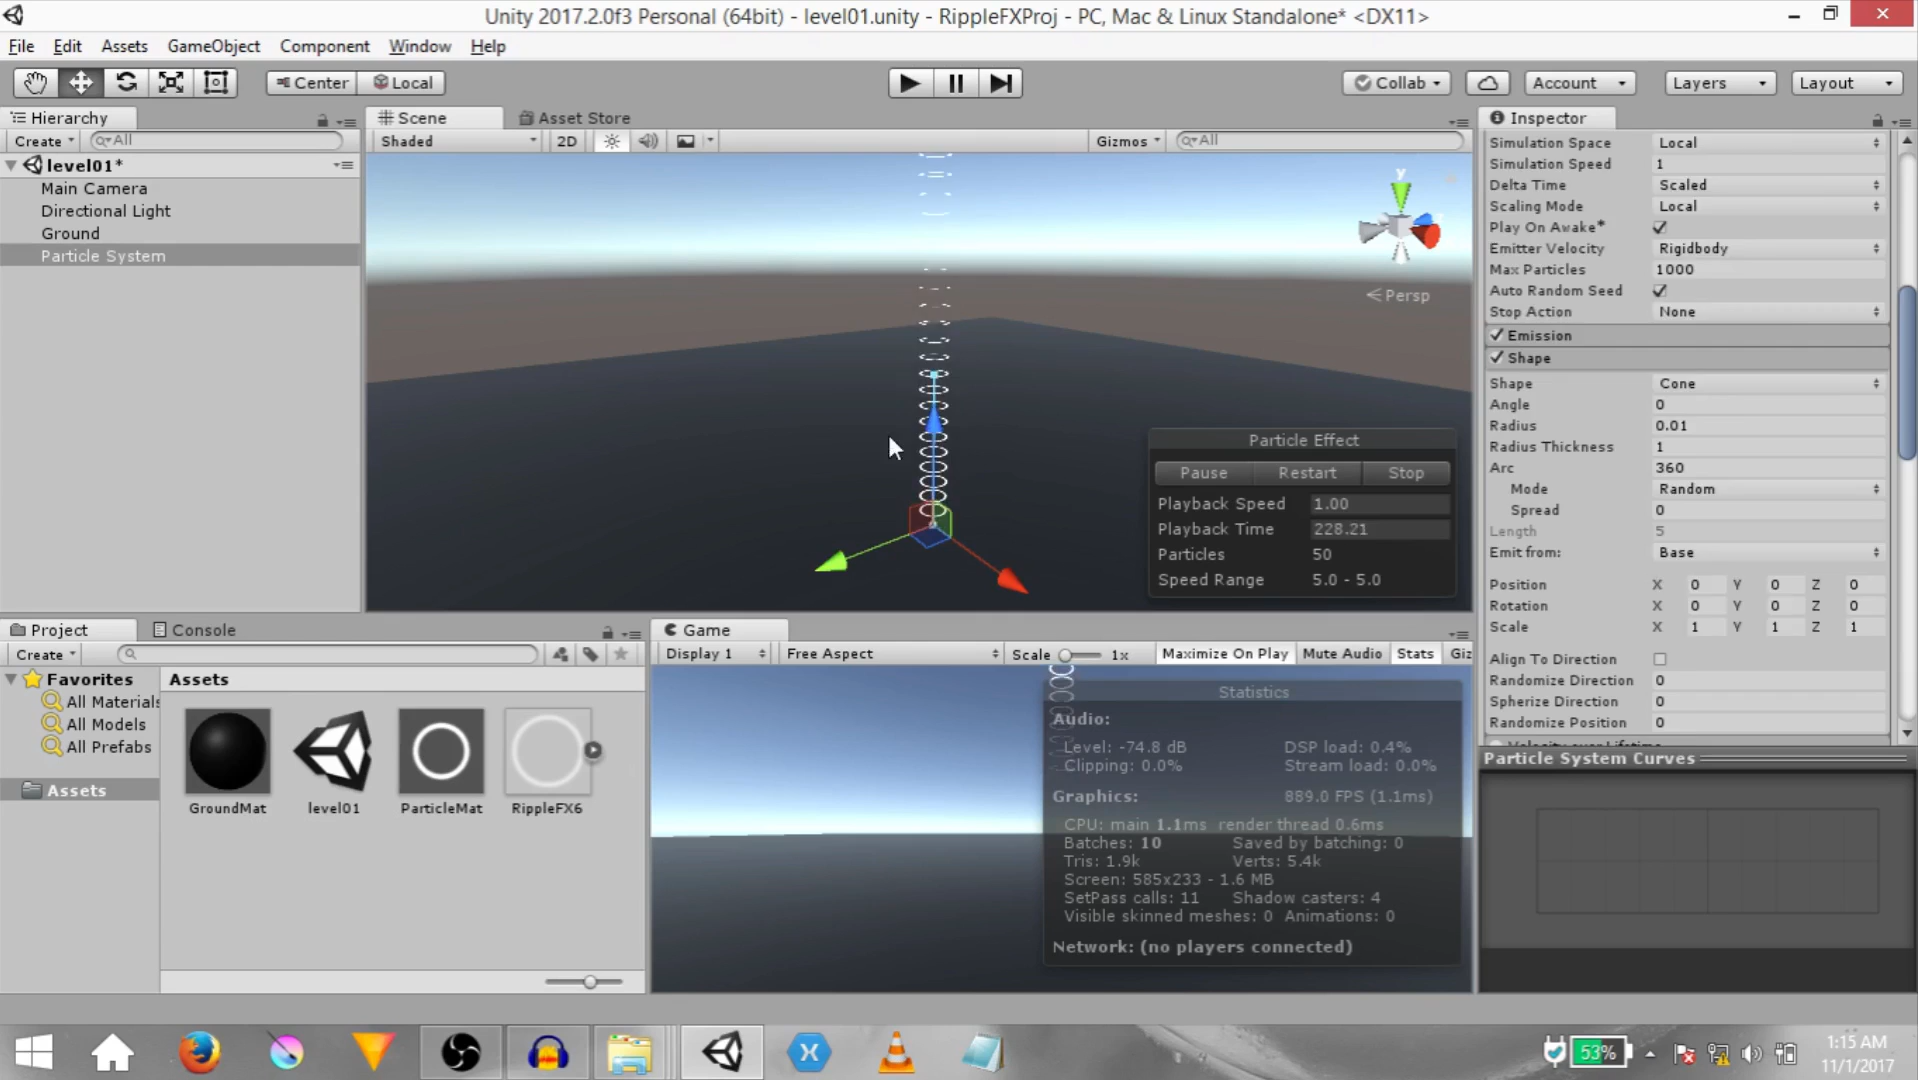 Unity 2017.2.0f3 Personal (64bit) - level01.unity - RippleFXProj - PC, Mac & Linux Standalone* <DX11>
File Edit Assets GameObject Component Window Help
Center Local Collab Account Layers Layout
Hierarchy
Create All
level01*
Main Camera
Directional Light
Ground
Particle System
Scene Asset Store
Shaded 2D Gizmos All
y
Persp
Particle Effect
Pause Restart Stop
Playback Speed 1.00
Playback Time 228.21
Particles 50
Speed Range 5.0 - 5.0
Inspector
Simulation Space Local
Simulation Speed 1
Delta Time Scaled
Scaling Mode Local
Play On Awake*
Emitter Velocity Rigidbody
Max Particles 1000
Auto Random Seed
Stop Action None
Emission
Shape
Shape Cone
Angle 0
Radius 0.01
Radius Thickness 1
Arc 360
Mode Random
Spread 0
Length 5
Emit from: Base
Position X 0 Y 0 Z 0
Rotation X 0 Y 0 Z 0
Scale X 1 Y 1 Z 1
Align To Direction
Randomize Direction 0
Spherize Direction 0
Randomize Position 0
Velocity over Lifetime
Particle System Curves
Project Console
Create
Favorites
All Materials
All Models
All Prefabs
Assets
Assets
GroundMat level01 ParticleMat RippleFX6
Game
Display 1 Free Aspect Scale 1x Maximize On Play Mute Audio Stats Giz
Statistics
Audio:
Level: -74.8 dB DSP load: 0.4%
Clipping: 0.0% Stream load: 0.0%
Graphics: 889.0 FPS (1.1ms)
CPU: main 1.1ms render thread 0.6ms
Batches: 10 Saved by batching: 0
Tris: 1.9k Verts: 5.4k
Screen: 585x233 - 1.6 MB
SetPass calls: 11 Shadow casters: 4
Visible skinned meshes: 0 Animations: 0
Network: (no players connected)
53%
1:15 AM
11/1/2017